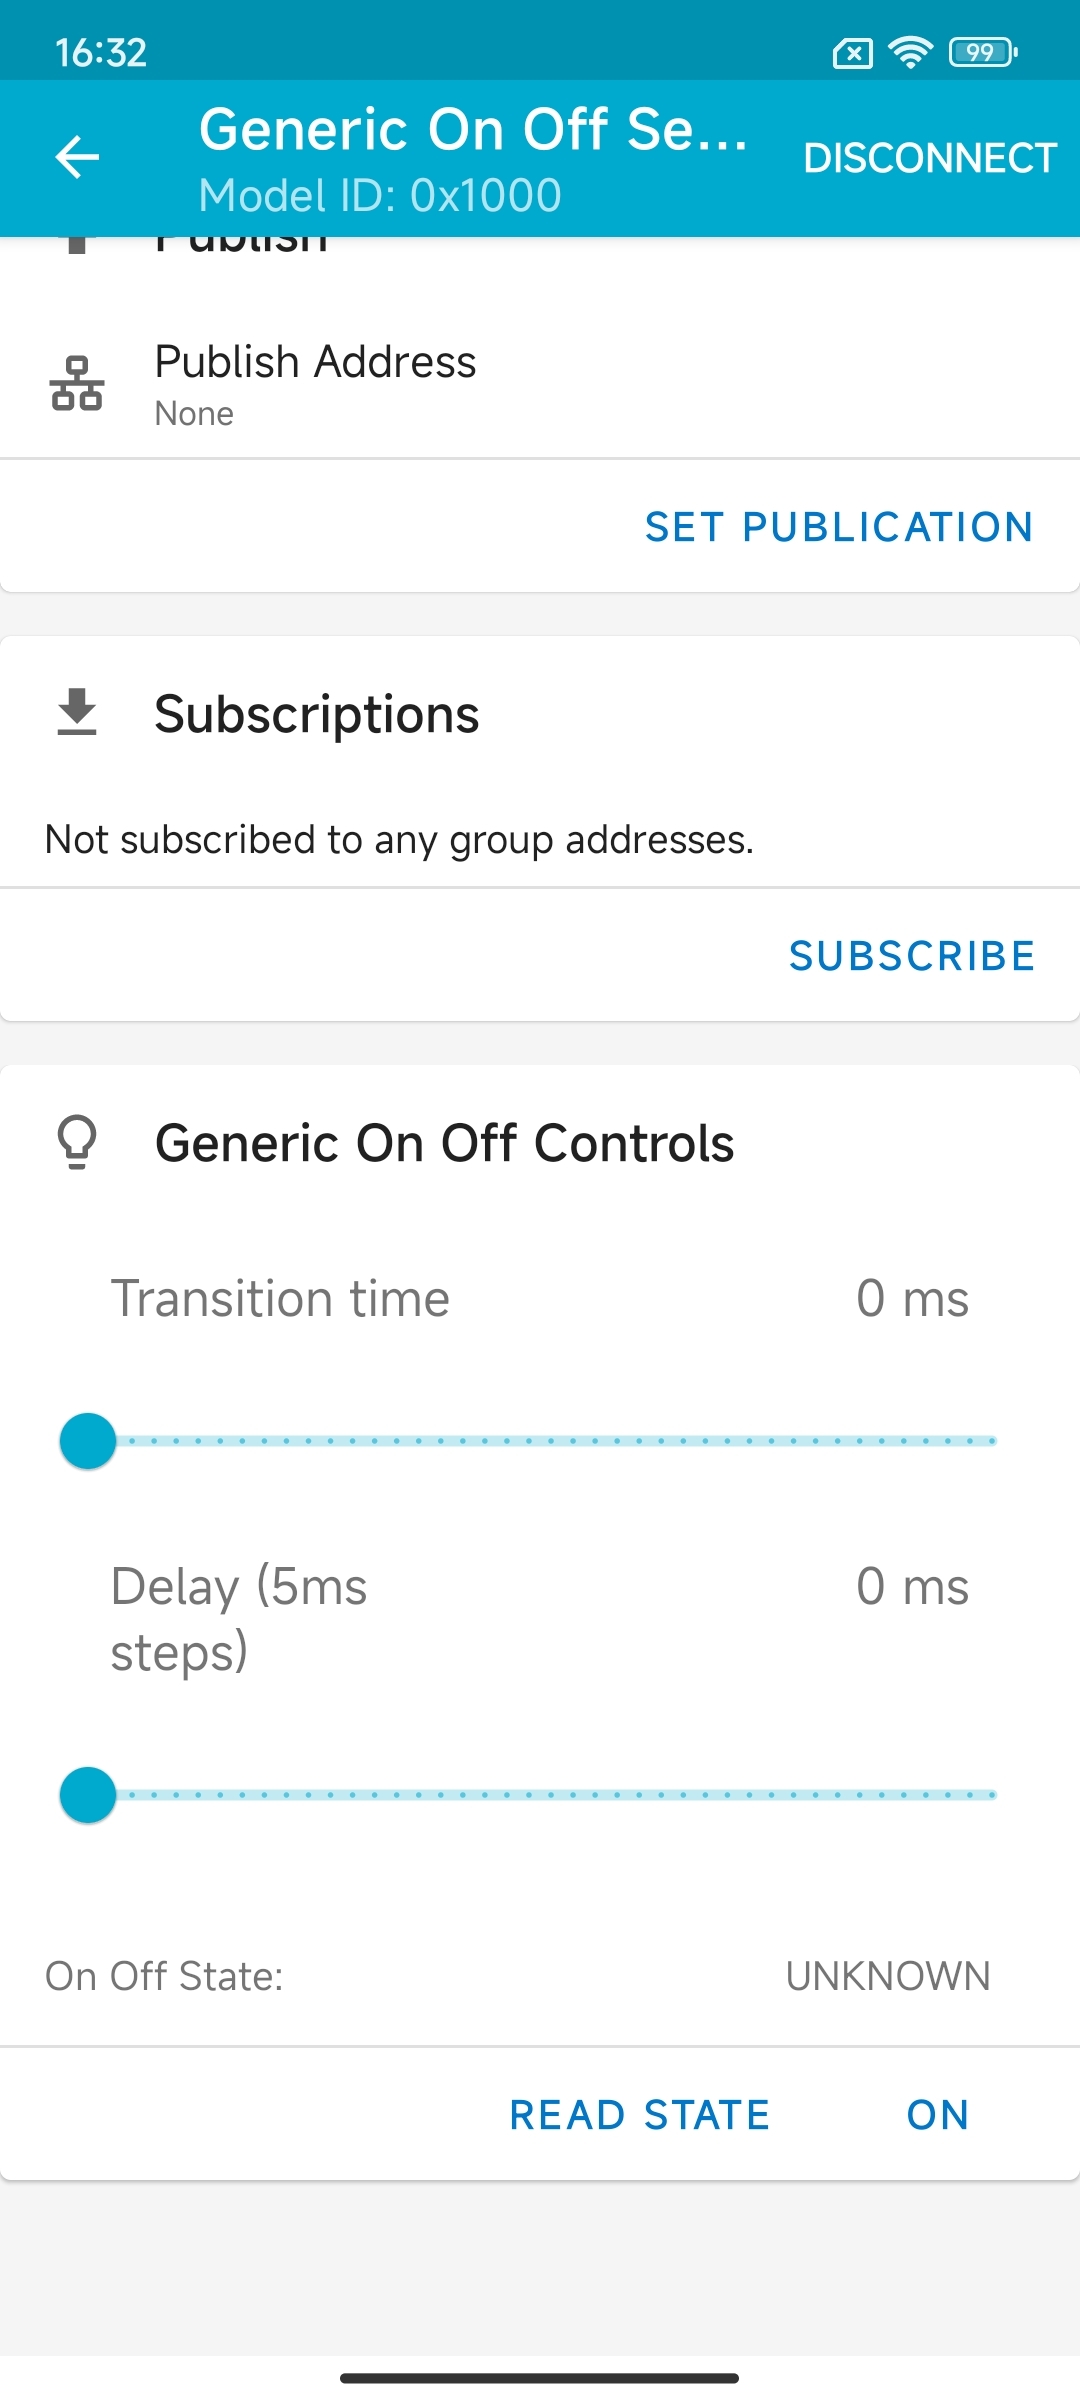 16:32
99
Generic On Off Se...
DISCONNECT
Model ID: 0x1000
Publish
Publish Address
None
SET PUBLICATION
Subscriptions
Not subscribed to any group addresses.
SUBSCRIBE
Generic On Off Controls
Transition time
0 ms
Delay (5ms
steps)
0 ms
On Off State:
UNKNOWN
READ STATE
ON